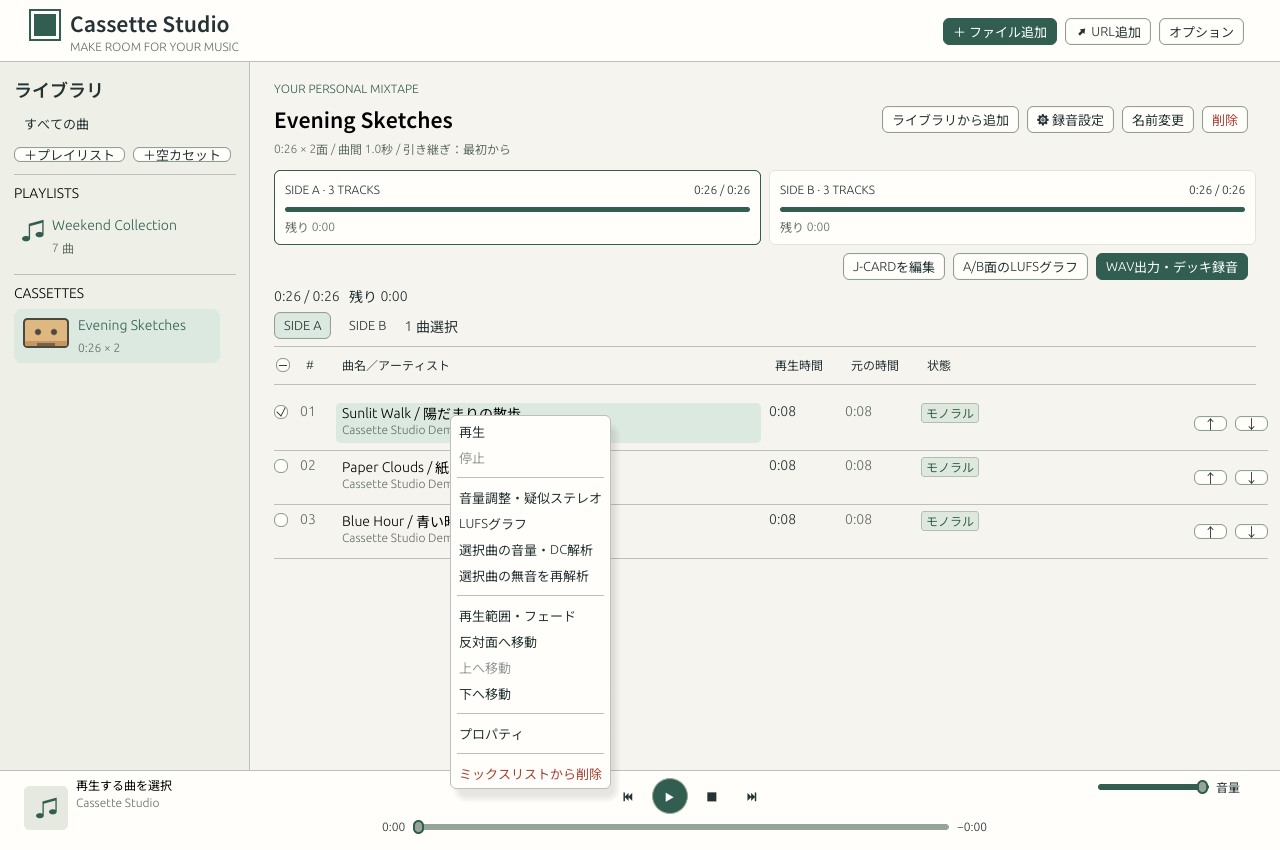 Cassette Studio
MAKE ROOM FOR YOUR MUSIC
＋ ファイル追加
URL追加
オプション
ライブラリ
すべての曲
＋プレイリスト
＋空カセット
PLAYLISTS
Weekend Collection
7 曲
CASSETTES
Evening Sketches
0:26 × 2
YOUR PERSONAL MIXTAPE
Evening Sketches
0:26 × 2面 / 曲間 1.0秒 / 引き継ぎ：最初から
ライブラリから追加
録音設定
名前変更
削除
SIDE A · 3 TRACKS 0:26 / 0:26
残り 0:00
SIDE B · 3 TRACKS 0:26 / 0:26
残り 0:00
J-CARDを編集
A/B面のLUFSグラフ
WAV出力・デッキ録音
0:26 / 0:26 残り 0:00
SIDE A SIDE B 1 曲選択
# 曲名／アーティスト 再生時間 元の時間 状態
01 Sunlit Walk / 陽だまりの散歩 0:08 0:08 モノラル ↑ ↓
Cassette Studio
02 Paper Clouds / 紙 0:08 0:08 モノラル ↑ ↓
Cassette Studio
03 Blue Hour / 青い 0:08 0:08 モノラル ↑ ↓
Cassette Studio
再生
停止
音量調整・疑似ステレオ
LUFSグラフ
選択曲の音量・DC解析
選択曲の無音を再解析
再生範囲・フェード
反対面へ移動
上へ移動
下へ移動
プロパティ
ミックスリストから削除
再生する曲を選択
Cassette Studio
0:00
−0:00
音量